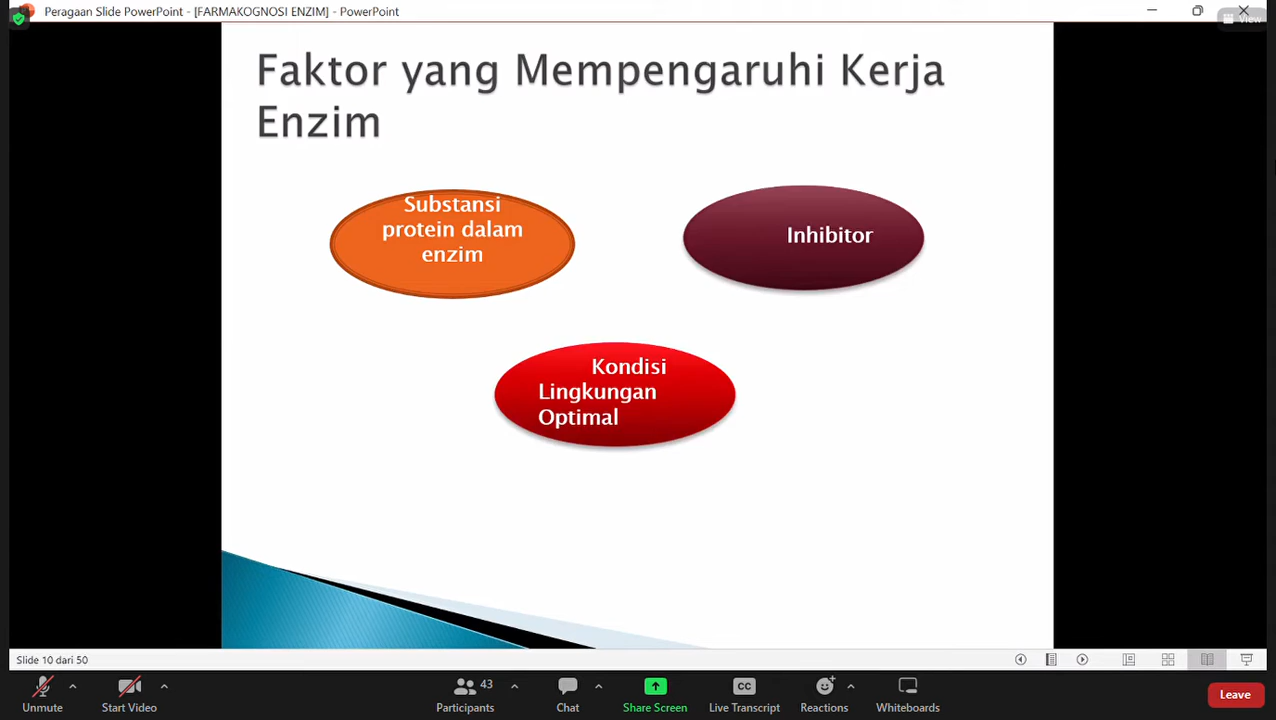 Peragaan Slide PowerPoint - [FARMAKOGNOSI ENZIM] - PowerPoint
View
Faktor yang Mempengaruhi Kerja
Enzim
Substansi
protein dalam
enzim
Inhibitor
Kondisi
Lingkungan
Optimal
Slide 10 dari 50
Unmute
Start Video
43
Participants
Chat
Share Screen
CC
Live Transcript
Reactions
Whiteboards
Leave